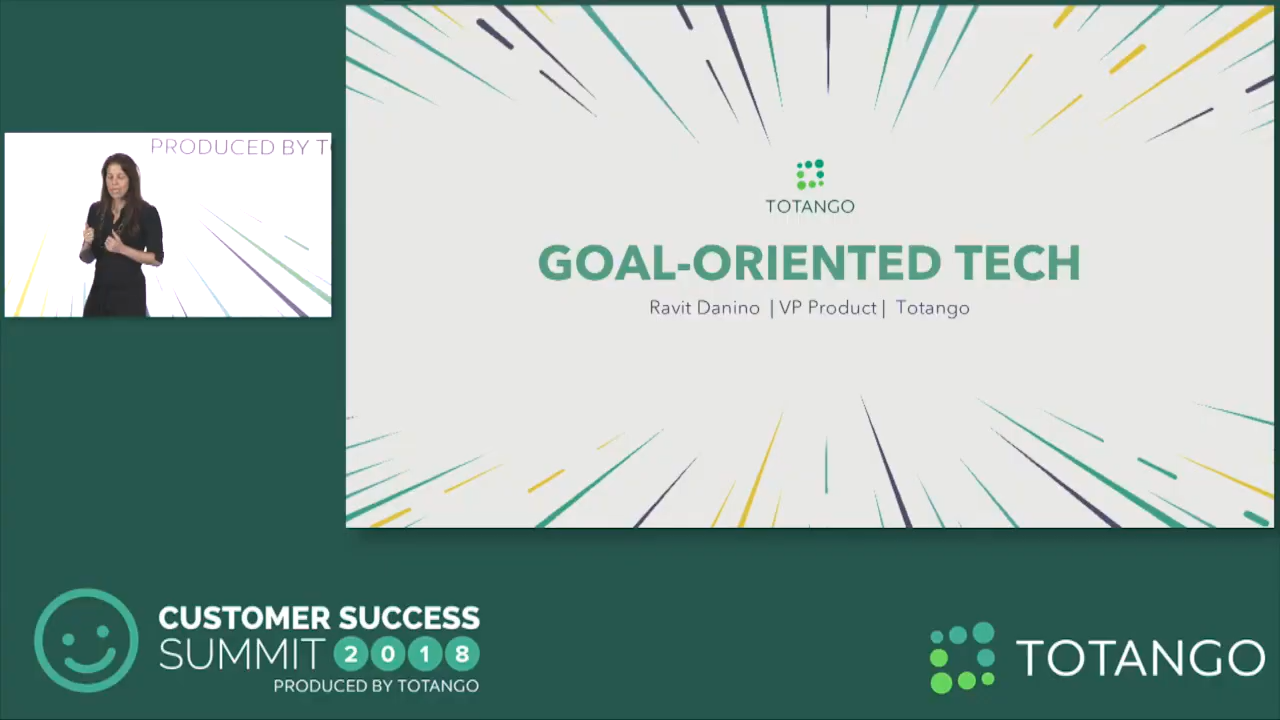 PRODUCED BY T
TOTANGO
GOAL-ORIENTED TECH
Ravit Danino | VP Product | Totango
CUSTOMER SUCCESS
SUMMIT 2018
PRODUCED BY TOTANGO
TOTANGO